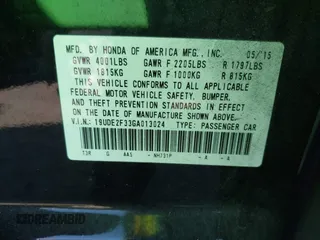 MFD. BY HONDA OF AMERICA MFG., INC. 05/15
GVWR 4001LBS GAWR F 2205LBS R 1797LBS
GVWR 1815KG GAWR F 1000KG R 815KG
THIS VEHICLE CONFORMS TO ALL APPLICABLE
FEDERAL MOTOR VEHICLE SAFETY, BUMPER,
AND THEFT PREVENTION STANDARDS IN EFFECT ON
THE DATE OF MANUFACTURE SHOWN ABOVE.
V.I.N.: 19UDE2F33GA013024 TYPE: PASSENGER CAR
TX6 AAS NH731P - A - A